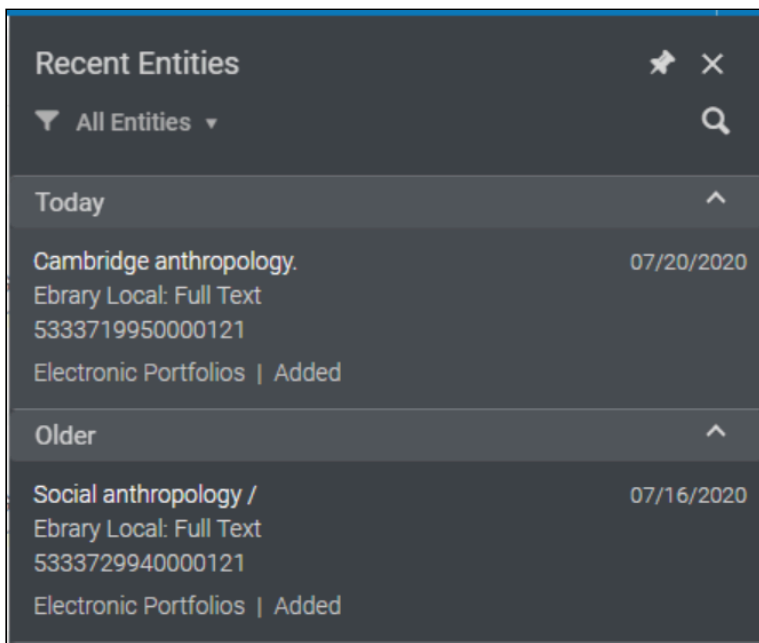 Recent Entities
All Entities
Today
Cambridge anthropology. 07/20/2020
Ebrary Local: Full Text
5333719950000121
Electronic Portfolios | Added
Older
Social anthropology / 07/16/2020
Ebrary Local: Full Text
5333729940000121
Electronic Portfolios | Added